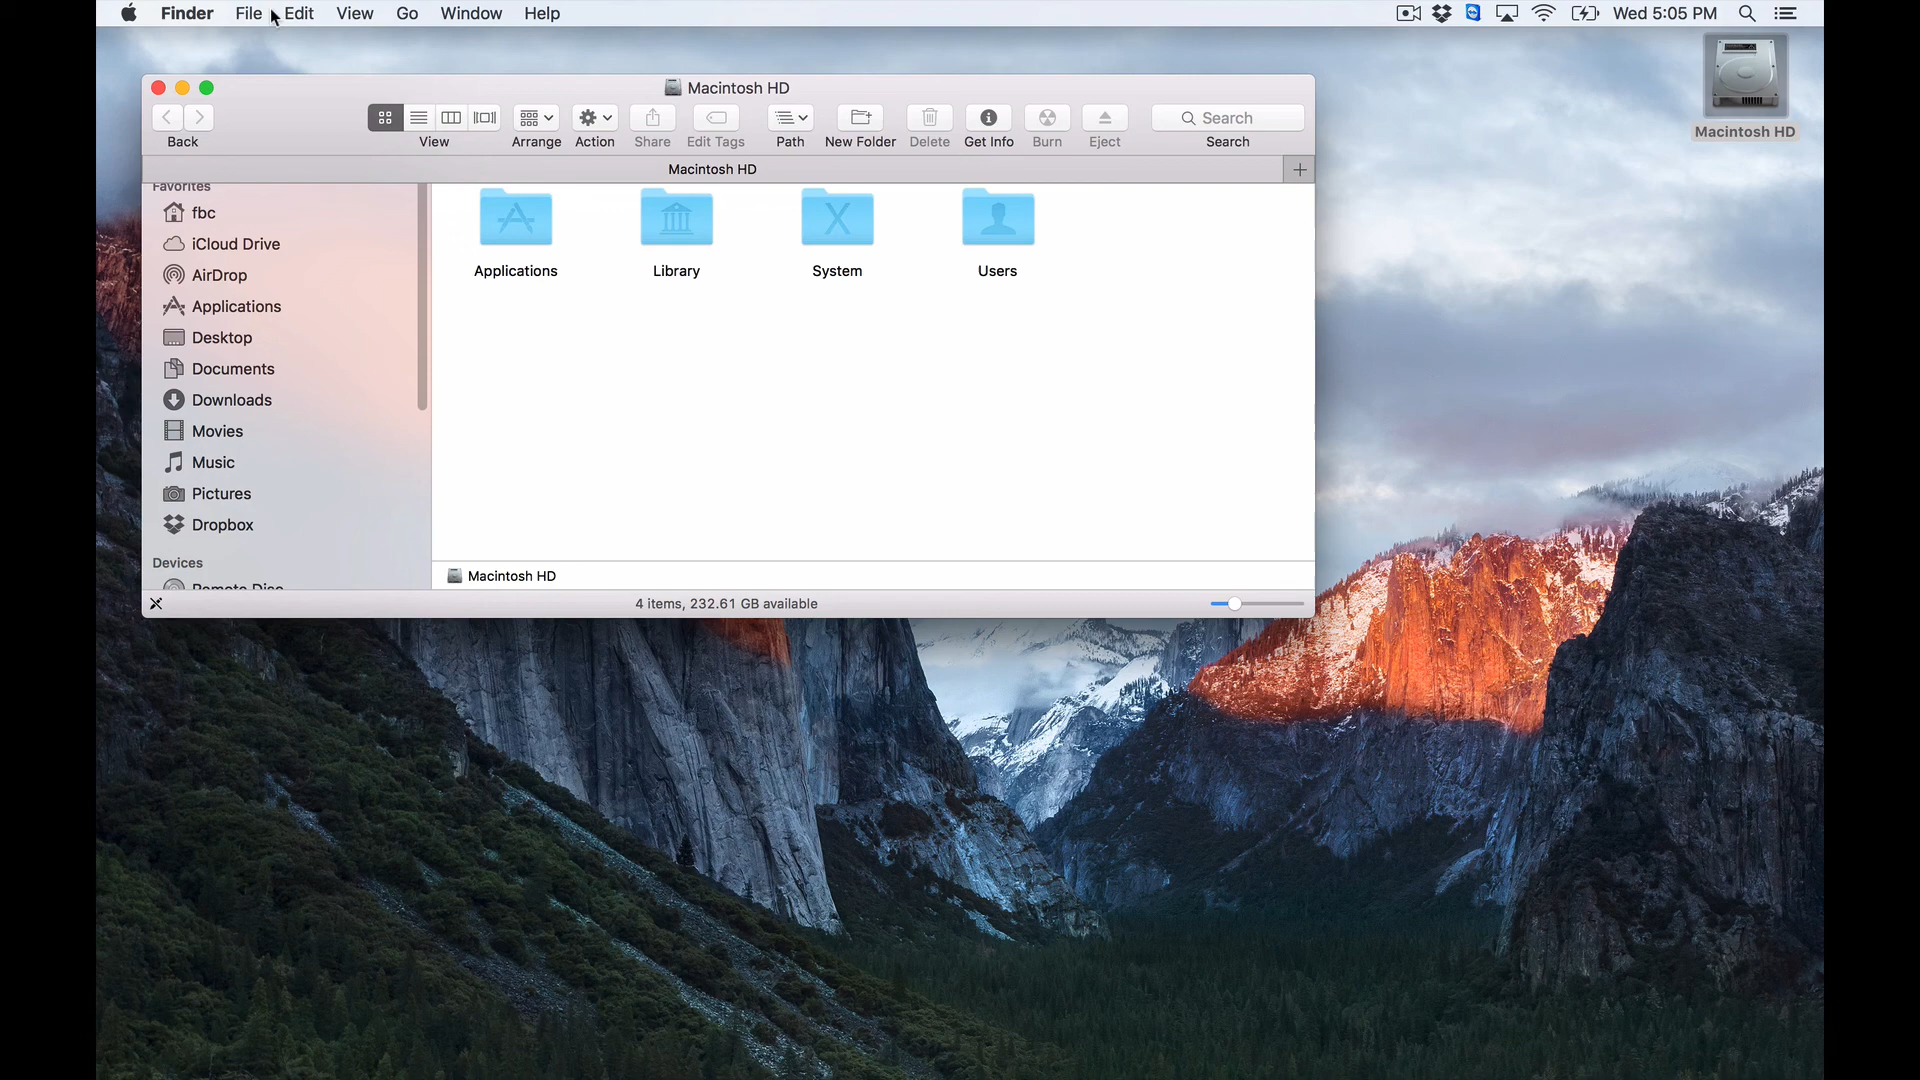 Finder File Edit View Go Window Help Wed 5:05 PM
Macintosh HD
Macintosh HD
Search
Back View Arrange Action Share Edit Tags Path New Folder Delete Get Info Burn Eject Search
Macintosh HD
Favorites
fbc
iCloud Drive
AirDrop
Applications
Desktop
Documents
Downloads
Movies
Music
Pictures
Dropbox
Devices
Remote Disc
Applications Library System Users
Macintosh HD
4 items, 232.61 GB available